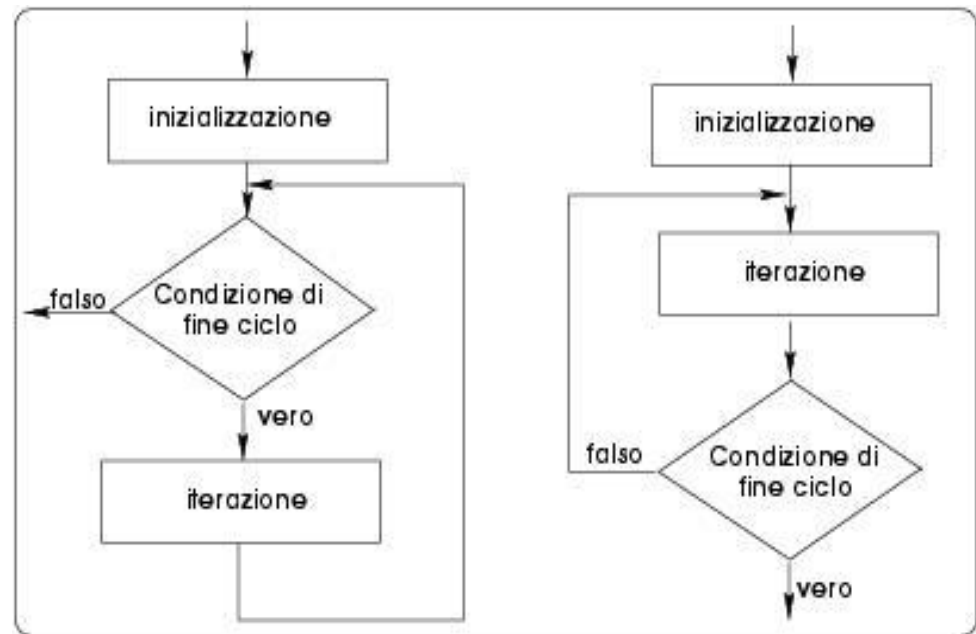 inizializzazione
Condizione di
fine ciclo
falso
vero
iterazione
inizializzazione
iterazione
Condizione di
fine ciclo
falso
vero